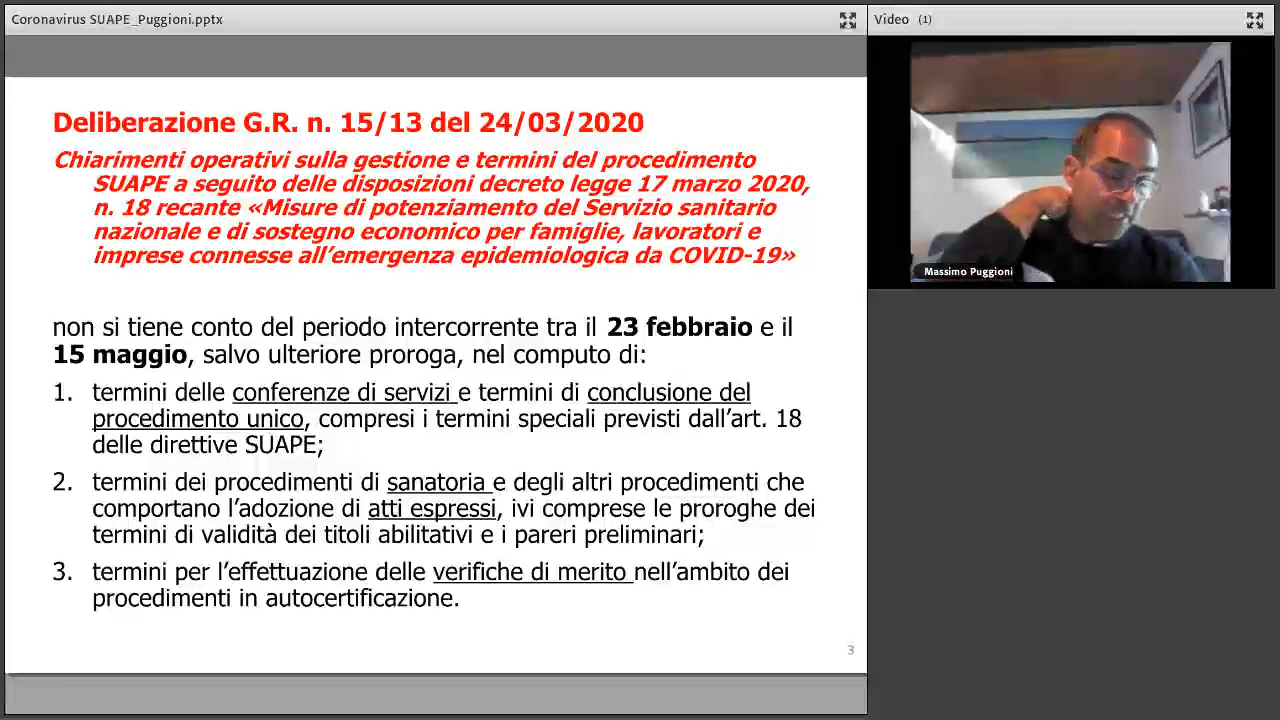 Coronavirus SUAPE_Puggioni.pptx
Video (1)
Deliberazione G.R. n. 15/13 del 24/03/2020
Chiarimenti operativi sulla gestione e termini del procedimento
SUAPE a seguito delle disposizioni decreto legge 17 marzo 2020,
n. 18 recante «Misure di potenziamento del Servizio sanitario
nazionale e di sostegno economico per famiglie, lavoratori e
imprese connesse all’emergenza epidemiologica da COVID-19»
non si tiene conto del periodo intercorrente tra il 23 febbraio e il
15 maggio, salvo ulteriore proroga, nel computo di:
1. termini delle conferenze di servizi e termini di conclusione del
procedimento unico, compresi i termini speciali previsti dall’art. 18
delle direttive SUAPE;
2. termini dei procedimenti di sanatoria e degli altri procedimenti che
comportano l’adozione di atti espressi, ivi comprese le proroghe dei
termini di validità dei titoli abilitativi e i pareri preliminari;
3. termini per l’effettuazione delle verifiche di merito nell’ambito dei
procedimenti in autocertificazione.
3
Massimo Puggioni